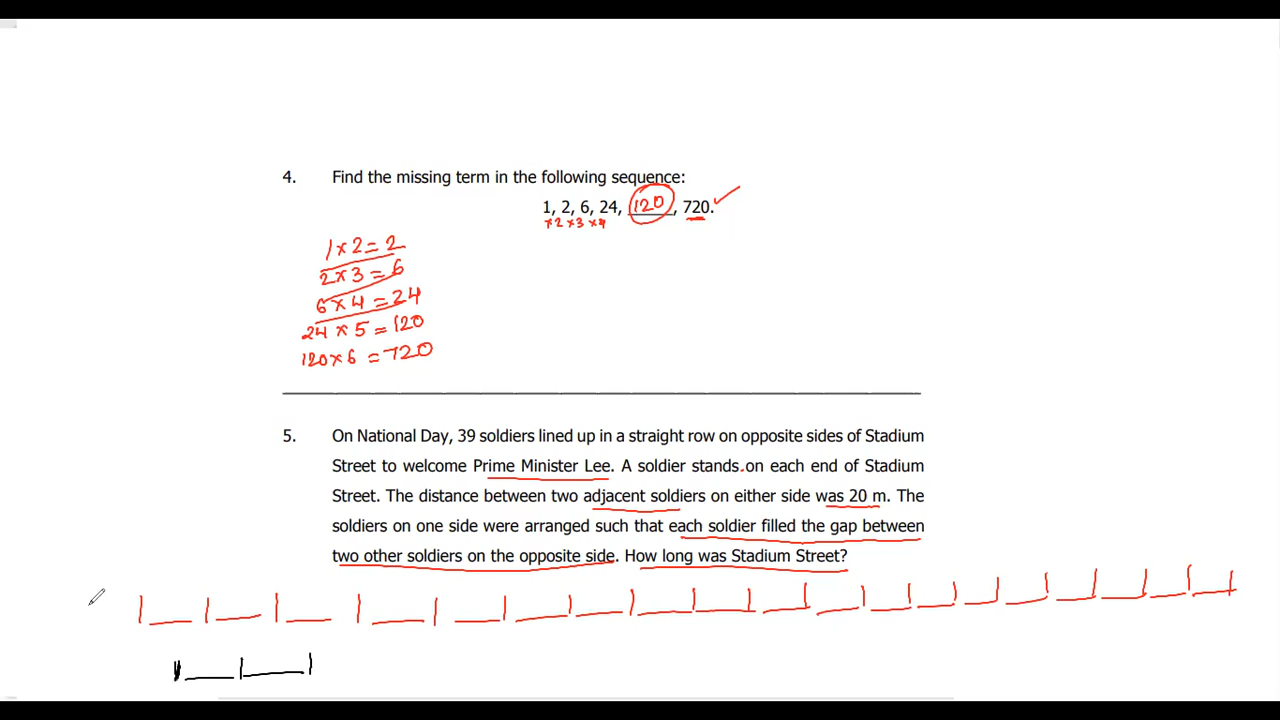 4. Find the missing term in the following sequence:
1, 2, 6, 24, 120, 720.
×2 ×3 ×4
1 × 2 = 2
2 × 3 = 6
6 × 4 = 24
24 × 5 = 120
120 × 6 = 720
5. On National Day, 39 soldiers lined up in a straight row on opposite sides of Stadium
Street to welcome Prime Minister Lee. A soldier stands on each end of Stadium
Street. The distance between two adjacent soldiers on either side was 20 m. The
soldiers on one side were arranged such that each soldier filled the gap between
two other soldiers on the opposite side. How long was Stadium Street?